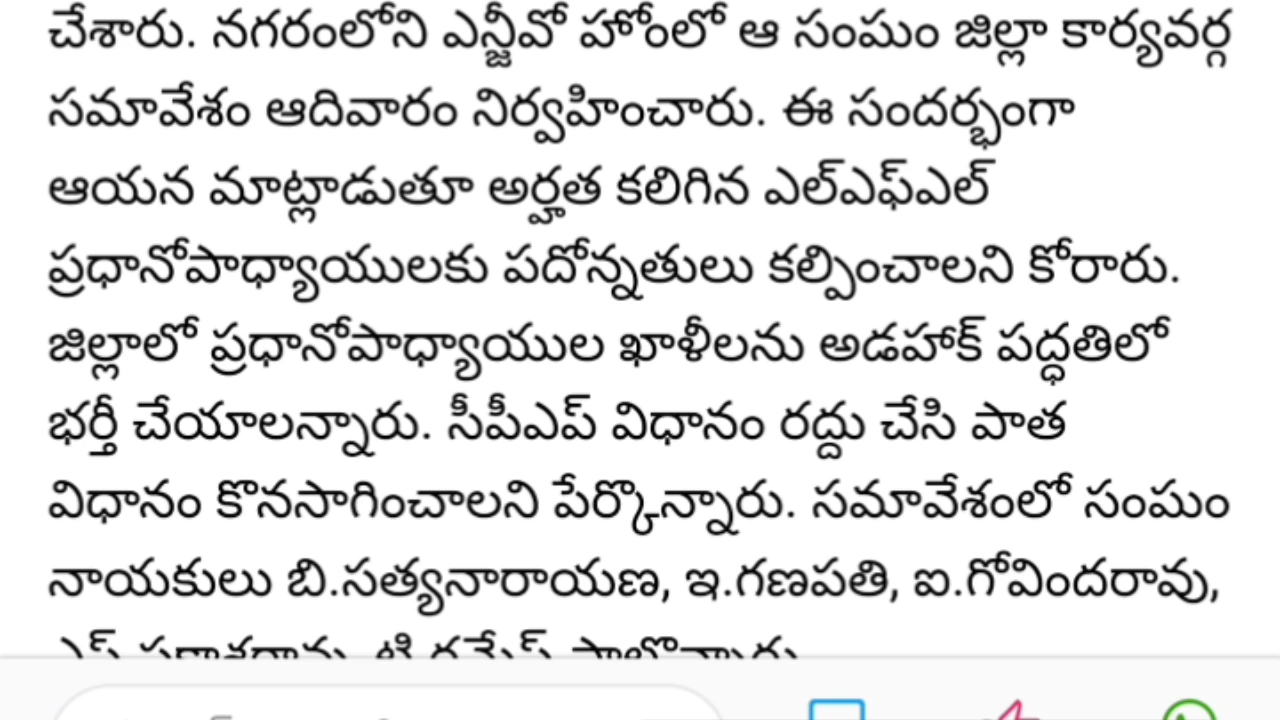 చేశారు. నగరంలోని ఎన్జీవో హోంలో ఆ సంఘం జిల్లా కార్యవర్గ
సమావేశం ఆదివారం నిర్వహించారు. ఈ సందర్భంగా
ఆయన మాట్లాడుతూ అర్హత కలిగిన ఎల్ఎఫ్ఎల్
ప్రధానోపాధ్యాయులకు పదోన్నతులు కల్పించాలని కోరారు.
జిల్లాలో ప్రధానోపాధ్యాయుల ఖాళీలను అడహాక్ పద్ధతిలో
భర్తీ చేయాలన్నారు. సీపీఎప్ విధానం రద్దు చేసి పాత
విధానం కొనసాగించాలని పేర్కొన్నారు. సమావేశంలో సంఘం
నాయకులు బి.సత్యనారాయణ, ఇ.గణపతి, ఐ.గోవిందరావు,